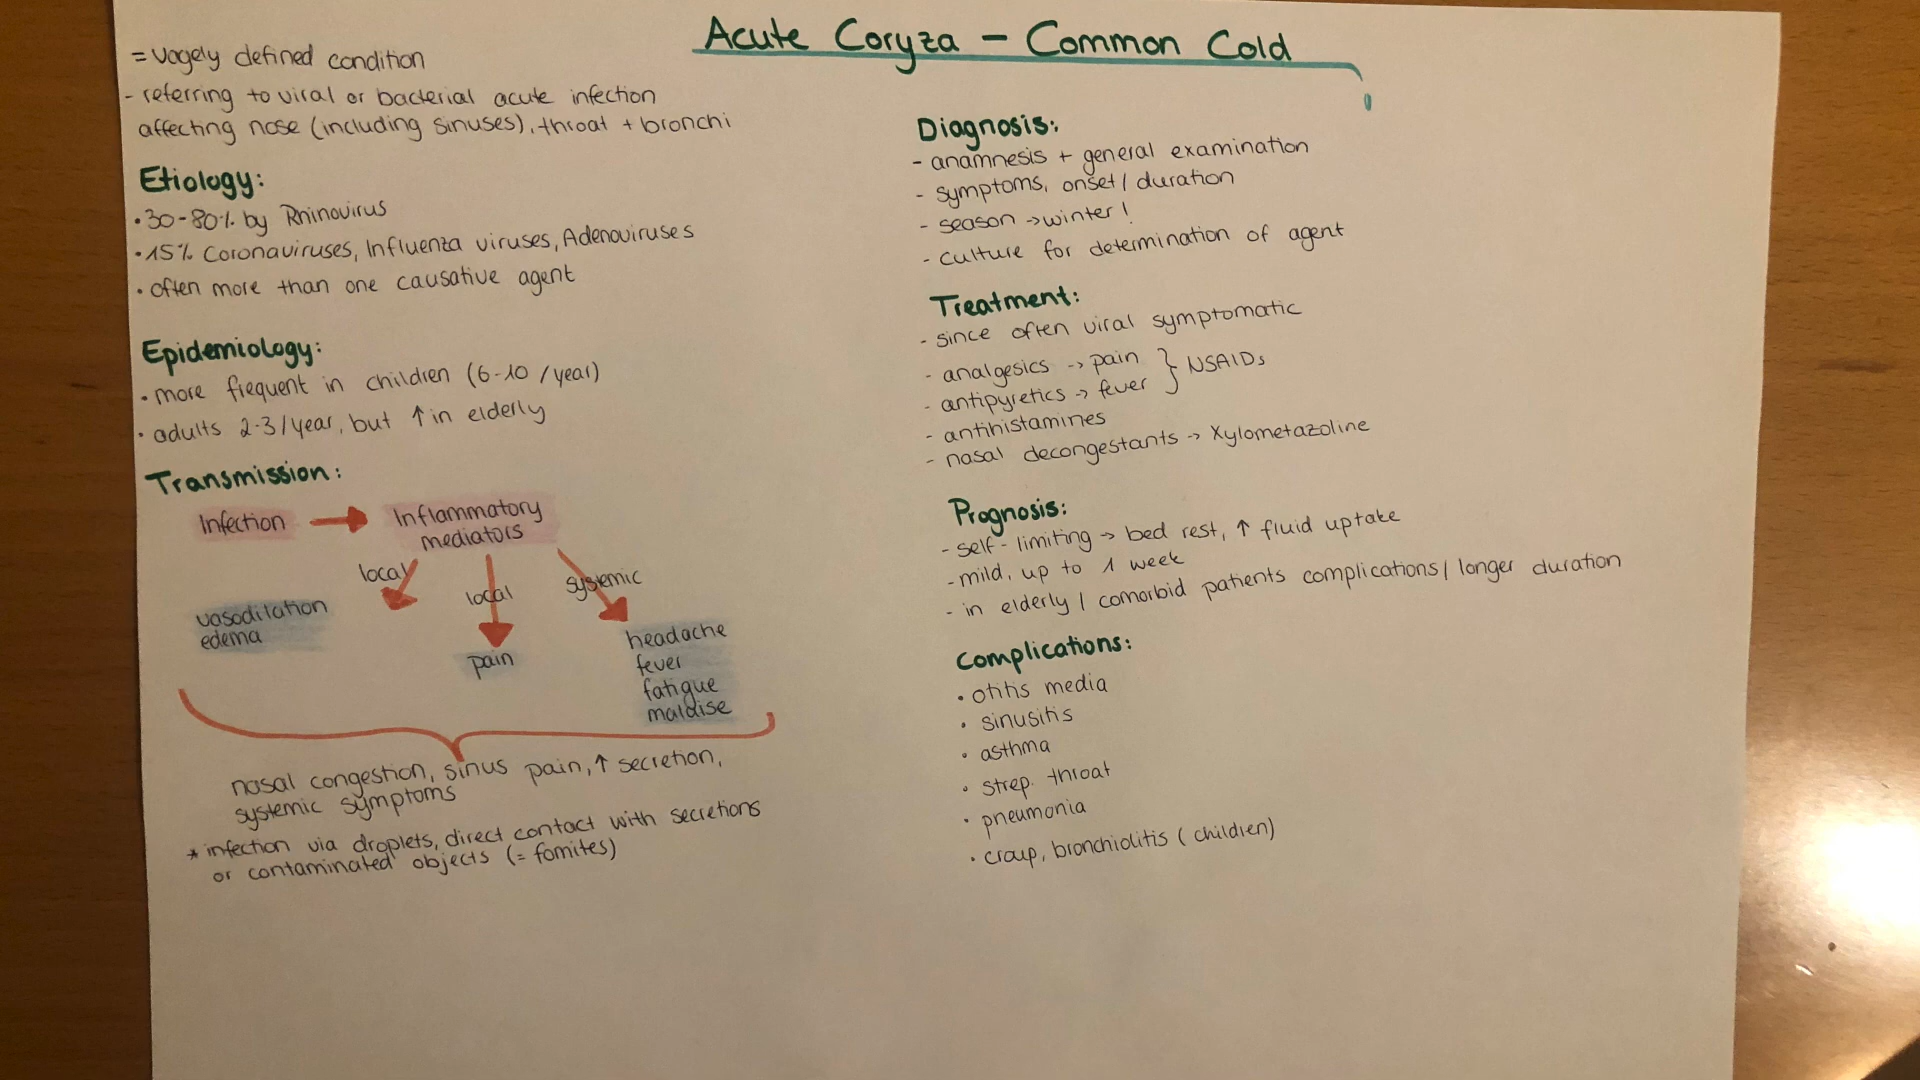 Acute Coryza - Common Cold
= vagely defined condition
- referring to viral or bacterial acute infection
affecting nose (including sinuses), throat + bronchi
Etiology:
• 30-80% by Rhinovirus
• 15% Coronaviruses, Influenza viruses, Adenoviruses
• often more than one causative agent
Epidemiology:
• more frequent in children (6-10 / year)
• adults 2-3 / year, but ↑ in elderly
Transmission:
Infection → Inflammatory
mediators
local
local
systemic
vasodilation
edema
pain
headache
fever
fatigue
malaise
nasal congestion, sinus pain, ↑ secretion,
systemic symptoms
* infection via droplets, direct contact with secretions
or contaminated objects (= fomites)
Diagnosis:
- anamnesis + general examination
- symptoms, onset / duration
- season → winter !
- culture for determination of agent
Treatment:
- since often viral symptomatic
- analgesics → pain } NSAIDs
- antipyretics → fever
- antihistamines
- nasal decongestants → Xylometazoline
Prognosis:
- self-limiting → bed rest, ↑ fluid uptake
- mild, up to 1 week
- in elderly / comorbid patients complications / longer duration
Complications:
• otitis media
• sinusitis
• asthma
• strep. throat
• pneumonia
• croup, bronchiolitis (children)